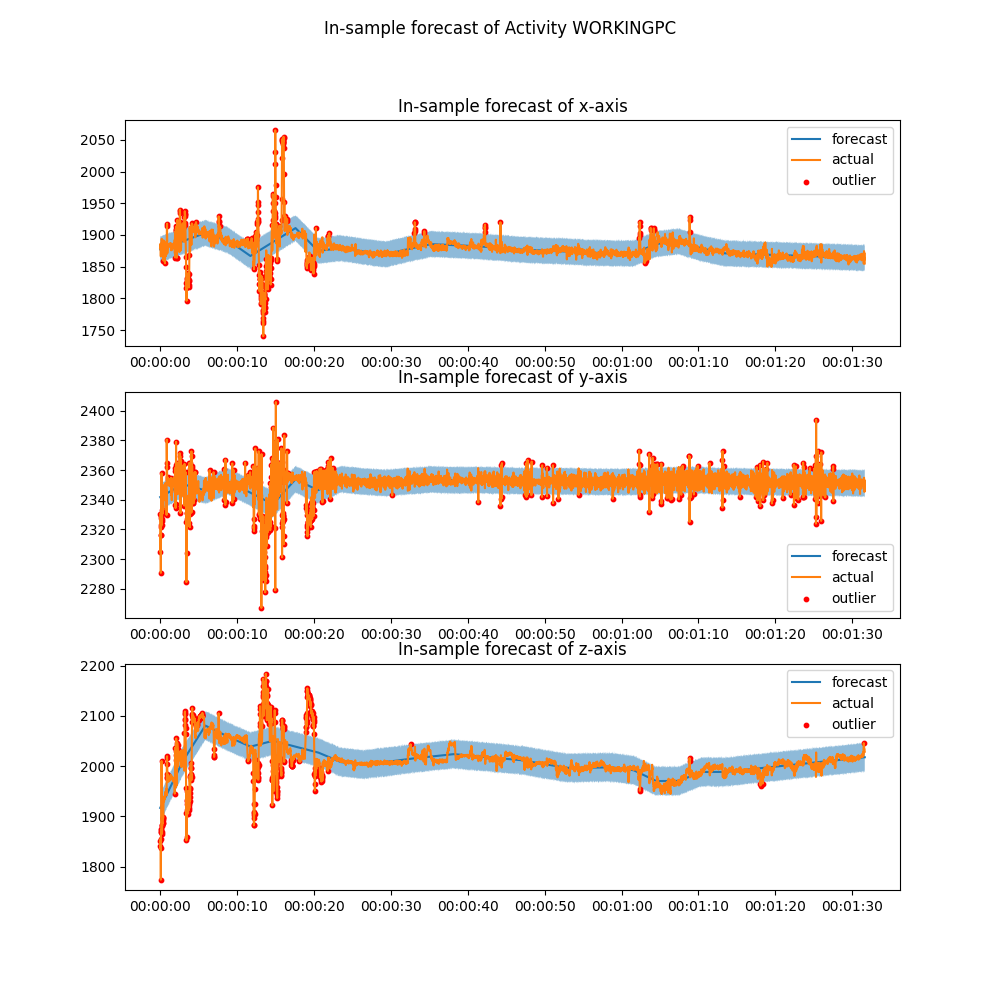 In-sample forecast of Activity WORKINGPC
In-sample forecast of x-axis
2050
2000
1950
1900
1850
1800
1750
forecast
actual
outlier
00:00:00 00:00:10 00:00:20 00:00:30 00:00:40 00:00:50 00:01:00 00:01:10 00:01:20 00:01:30
In-sample forecast of y-axis
2400
2380
2360
2340
2320
2300
2280
forecast
actual
outlier
00:00:00 00:00:10 00:00:20 00:00:30 00:00:40 00:00:50 00:01:00 00:01:10 00:01:20 00:01:30
In-sample forecast of z-axis
2200
2100
2000
1900
1800
forecast
actual
outlier
00:00:00 00:00:10 00:00:20 00:00:30 00:00:40 00:00:50 00:01:00 00:01:10 00:01:20 00:01:30